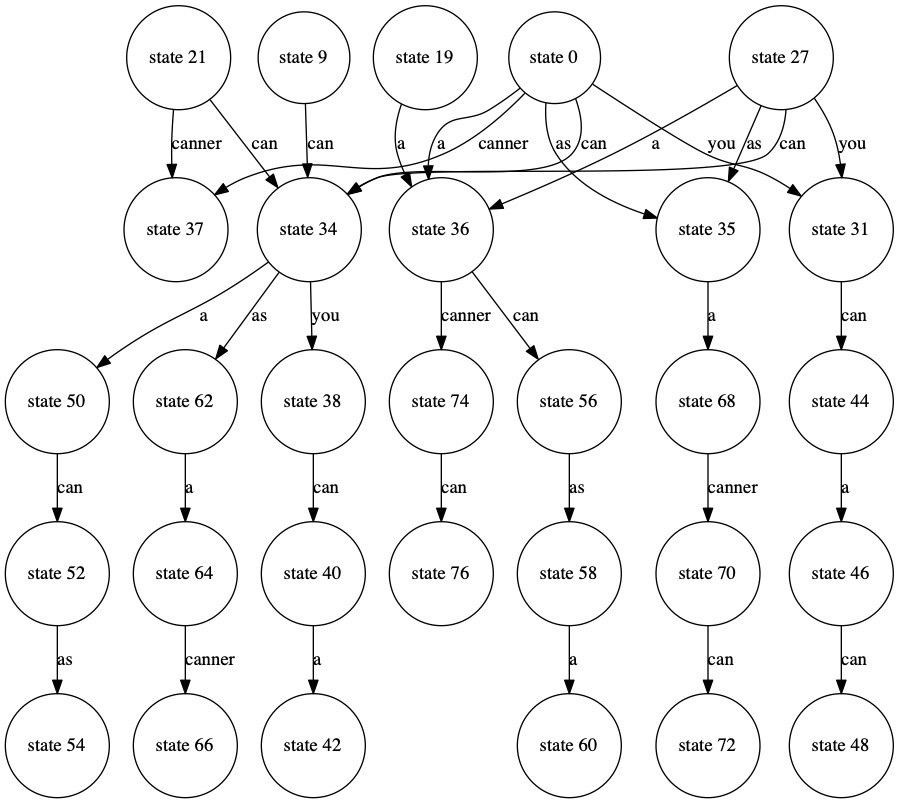 state 21
state 9
state 19
state 0
state 27
canner
can
can
a
a
canner
as
can
a
you
as
can
you
state 37
state 34
state 36
state 35
state 31
a
as
you
canner
can
a
can
state 50
state 62
state 38
state 74
state 56
state 68
state 44
can
a
can
can
as
canner
a
state 52
state 64
state 40
state 76
state 58
state 70
state 46
as
canner
a
a
can
can
state 54
state 66
state 42
state 60
state 72
state 48